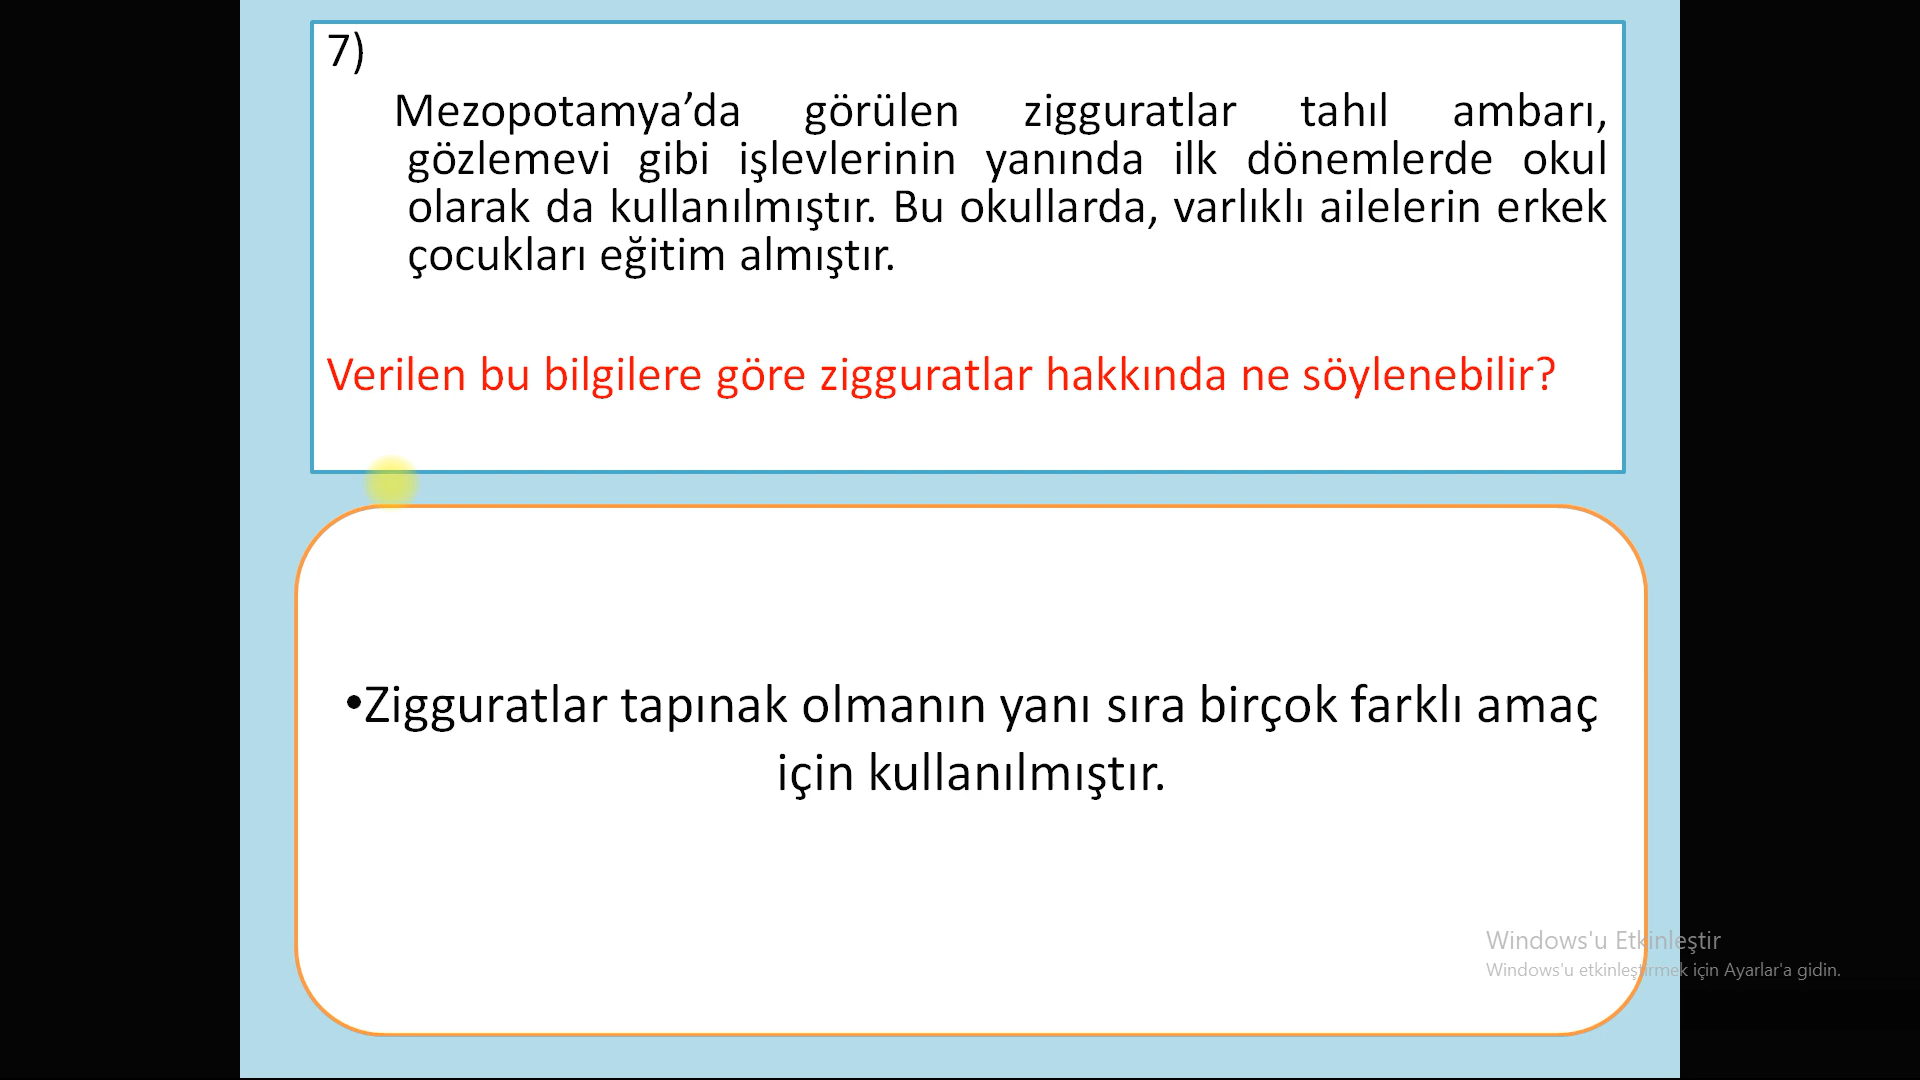 7)
Mezopotamya’da görülen zigguratlar tahıl ambarı,
gözlemevi gibi işlevlerinin yanında ilk dönemlerde okul
olarak da kullanılmıştır. Bu okullarda, varlıklı ailelerin erkek
çocukları eğitim almıştır.
Verilen bu bilgilere göre zigguratlar hakkında ne söylenebilir?
•Zigguratlar tapınak olmanın yanı sıra birçok farklı amaç
için kullanılmıştır.
Windows'u Etkinleştir
Windows'u etkinleştirmek için Ayarlar'a gidin.